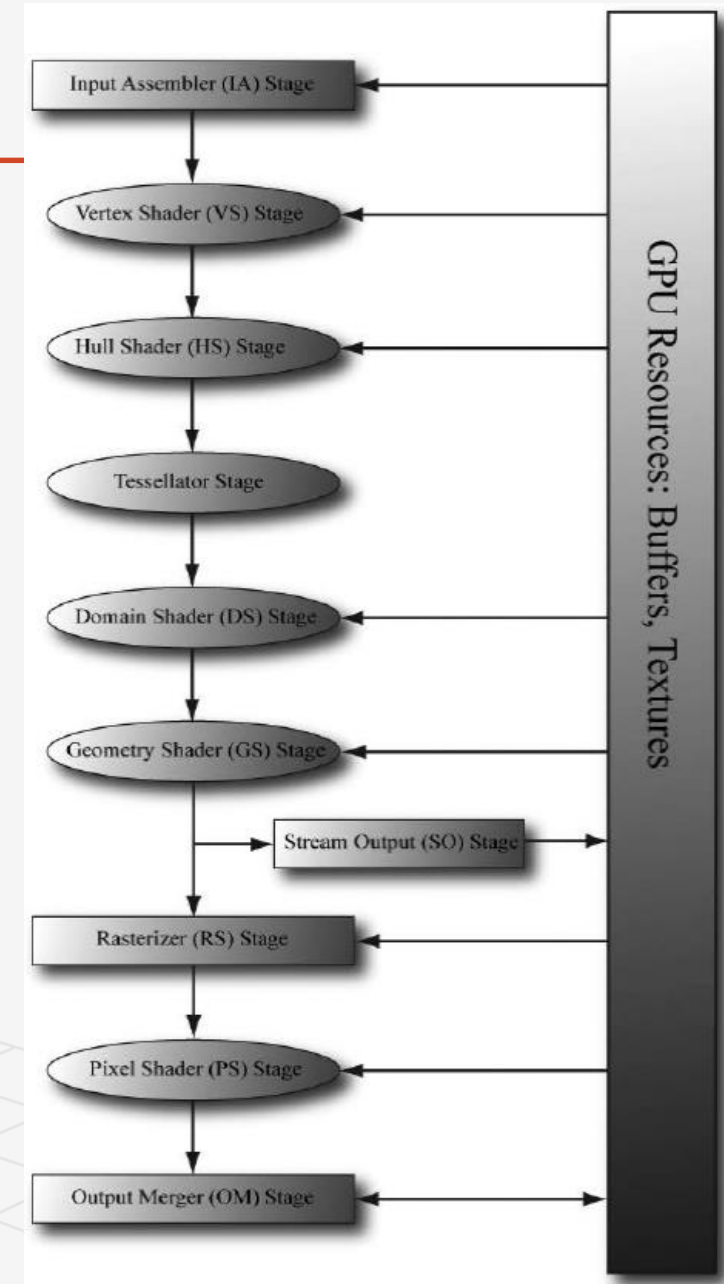 Input Assembler (IA) Stage
Vertex Shader (VS) Stage
Hull Shader (HS) Stage
Tessellator Stage
Domain Shader (DS) Stage
Geometry Shader (GS) Stage
Stream Output (SO) Stage
Rasterizer (RS) Stage
Pixel Shader (PS) Stage
Output Merger (OM) Stage
GPU Resources: Buffers, Textures